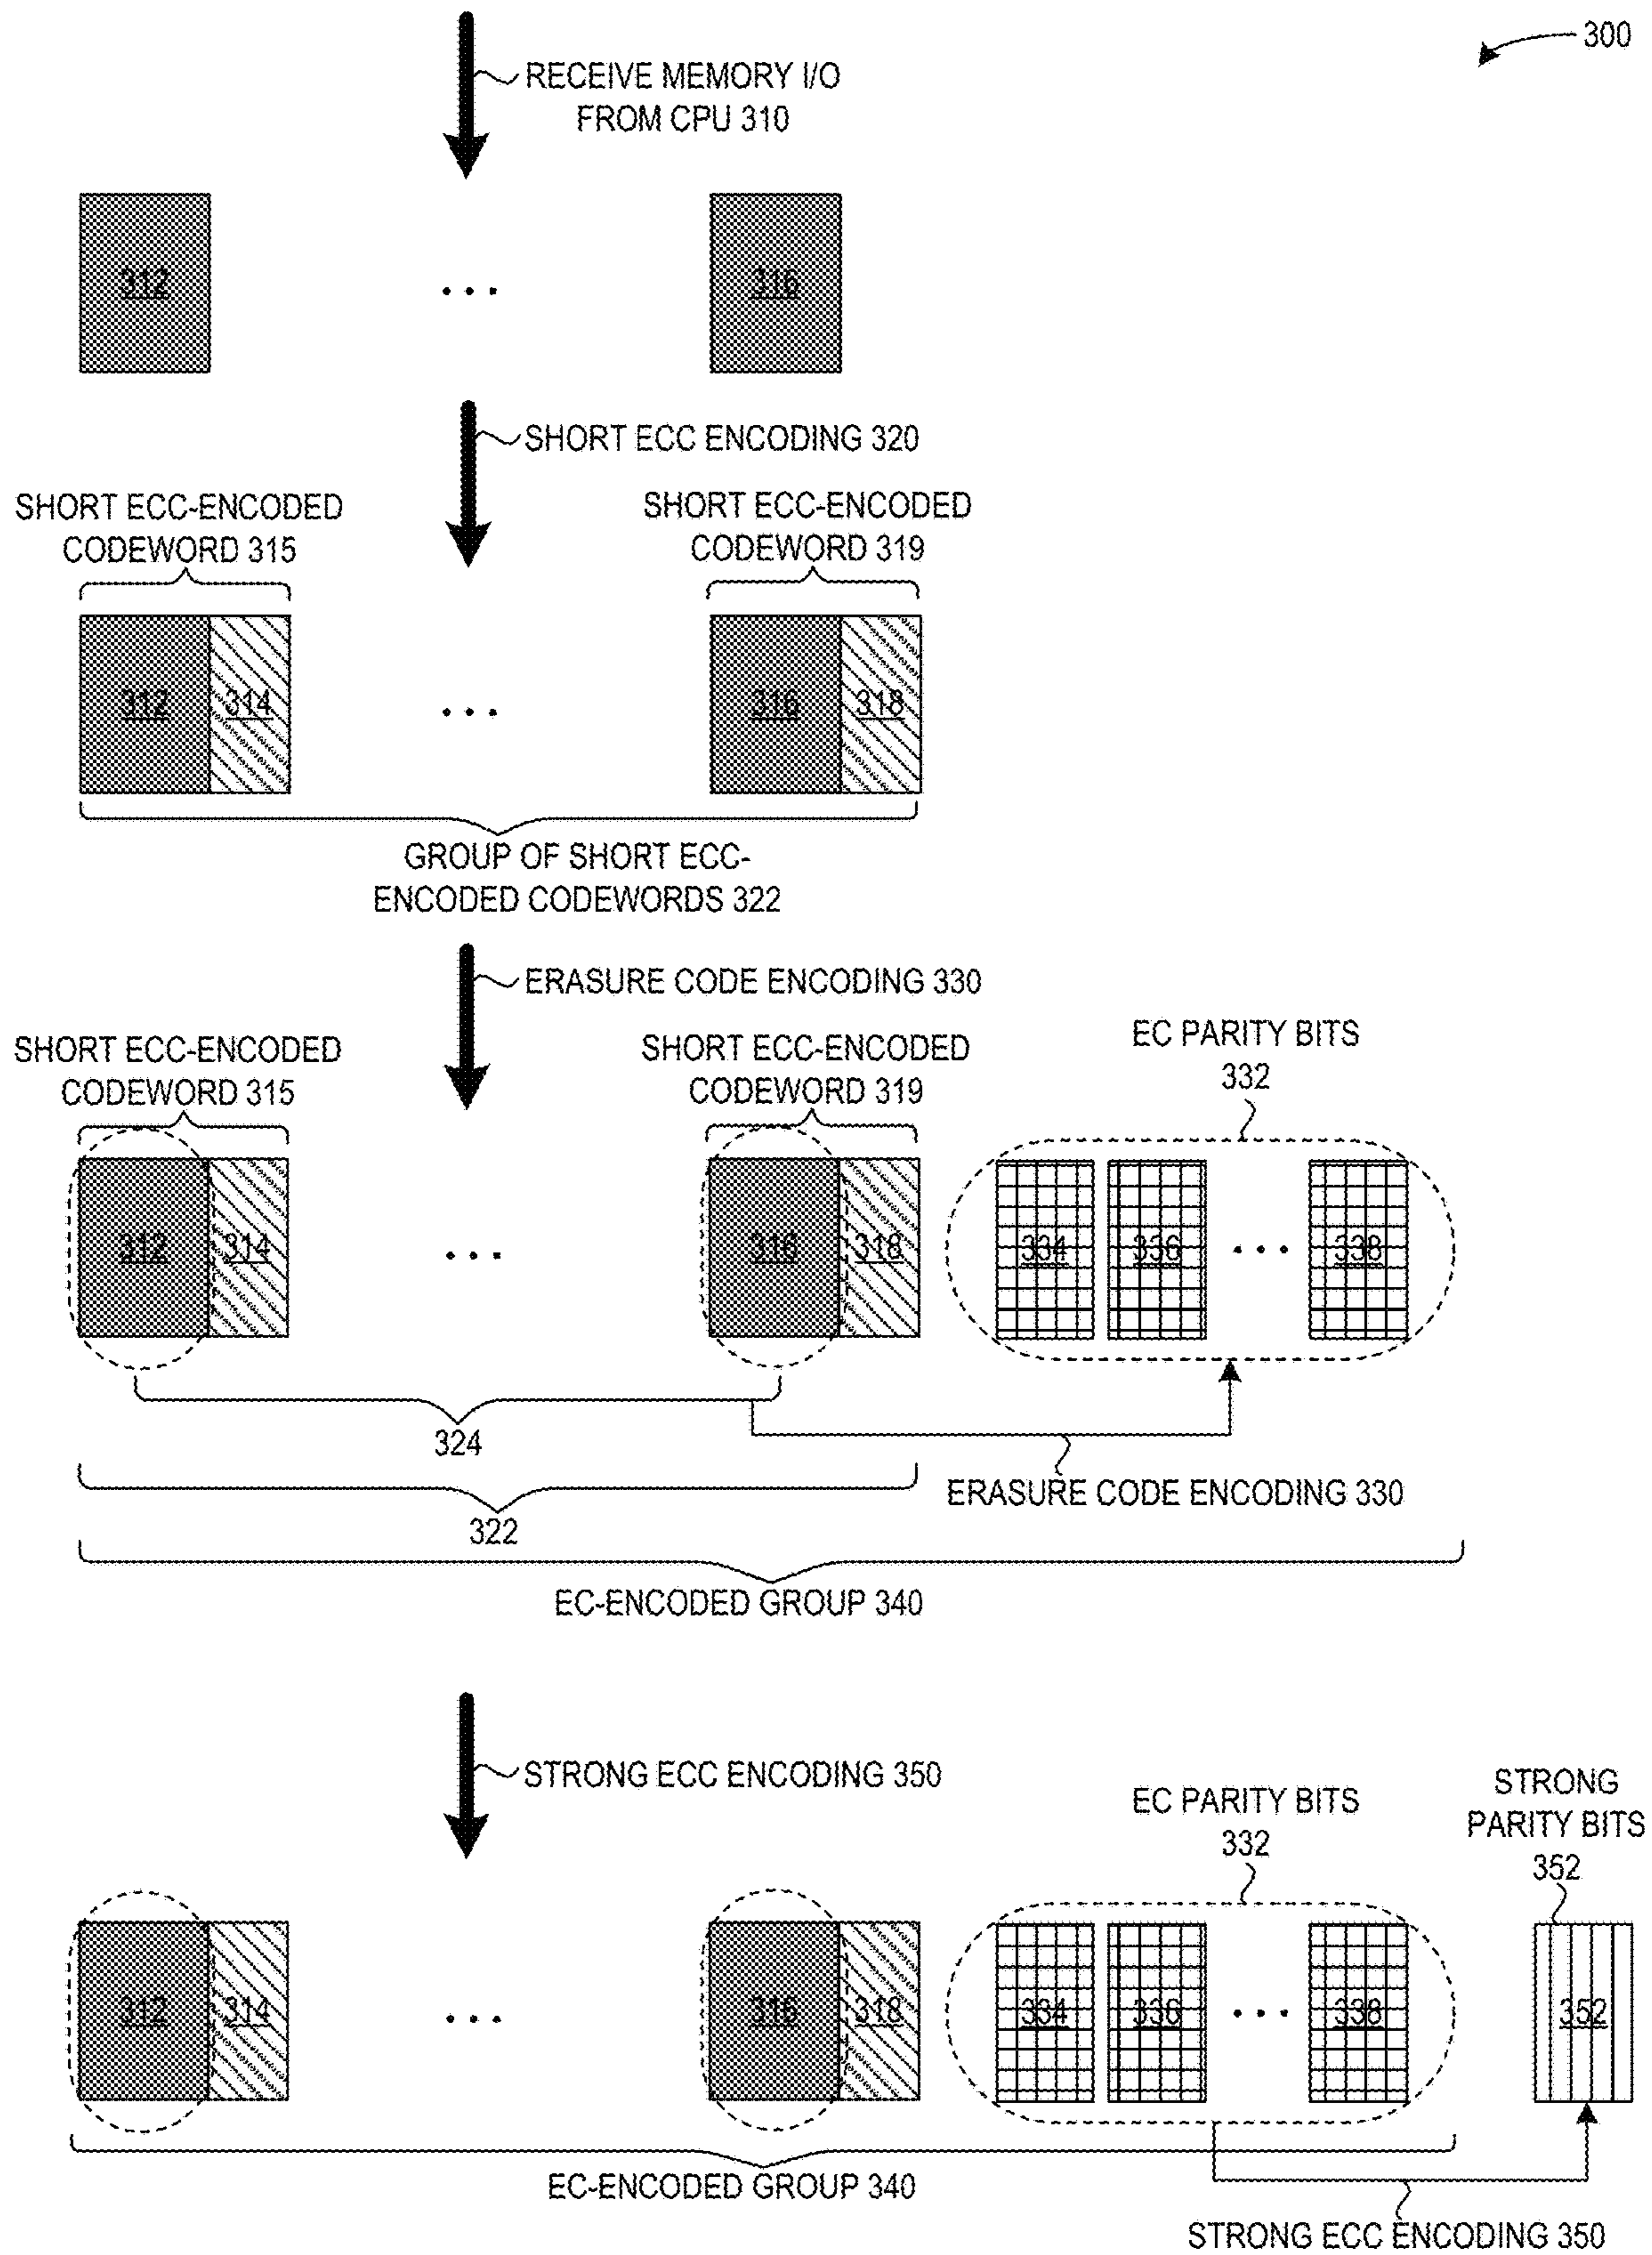 300
RECEIVE MEMORY I/O
FROM CPU 310
312
...
316
SHORT ECC ENCODING 320
SHORT ECC-ENCODED
CODEWORD 315
SHORT ECC-ENCODED
CODEWORD 319
312
314
...
316
318
GROUP OF SHORT ECC-
ENCODED CODEWORDS 322
ERASURE CODE ENCODING 330
SHORT ECC-ENCODED
CODEWORD 315
SHORT ECC-ENCODED
CODEWORD 319
EC PARITY BITS
332
312
314
...
316
318
334
336
...
338
324
ERASURE CODE ENCODING 330
322
EC-ENCODED GROUP 340
STRONG ECC ENCODING 350
EC PARITY BITS
332
STRONG
PARITY BITS
352
312
314
...
316
318
334
336
...
338
352
EC-ENCODED GROUP 340
STRONG ECC ENCODING 350